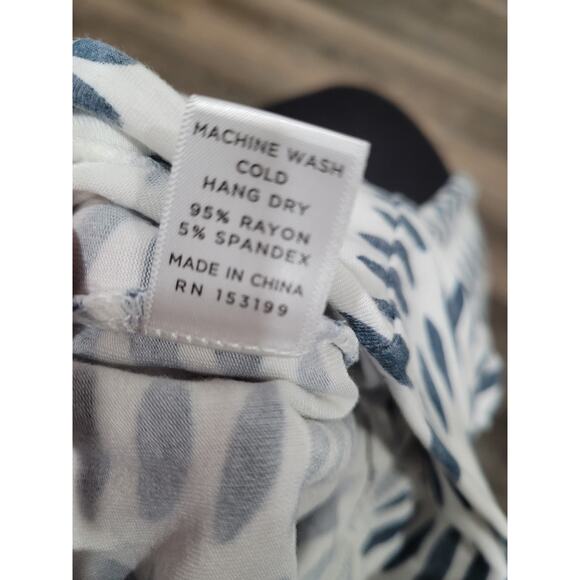 MACHINE WASH
COLD
HANG DRY
95% RAYON
5% SPANDEX
MADE IN CHINA
RN 153199